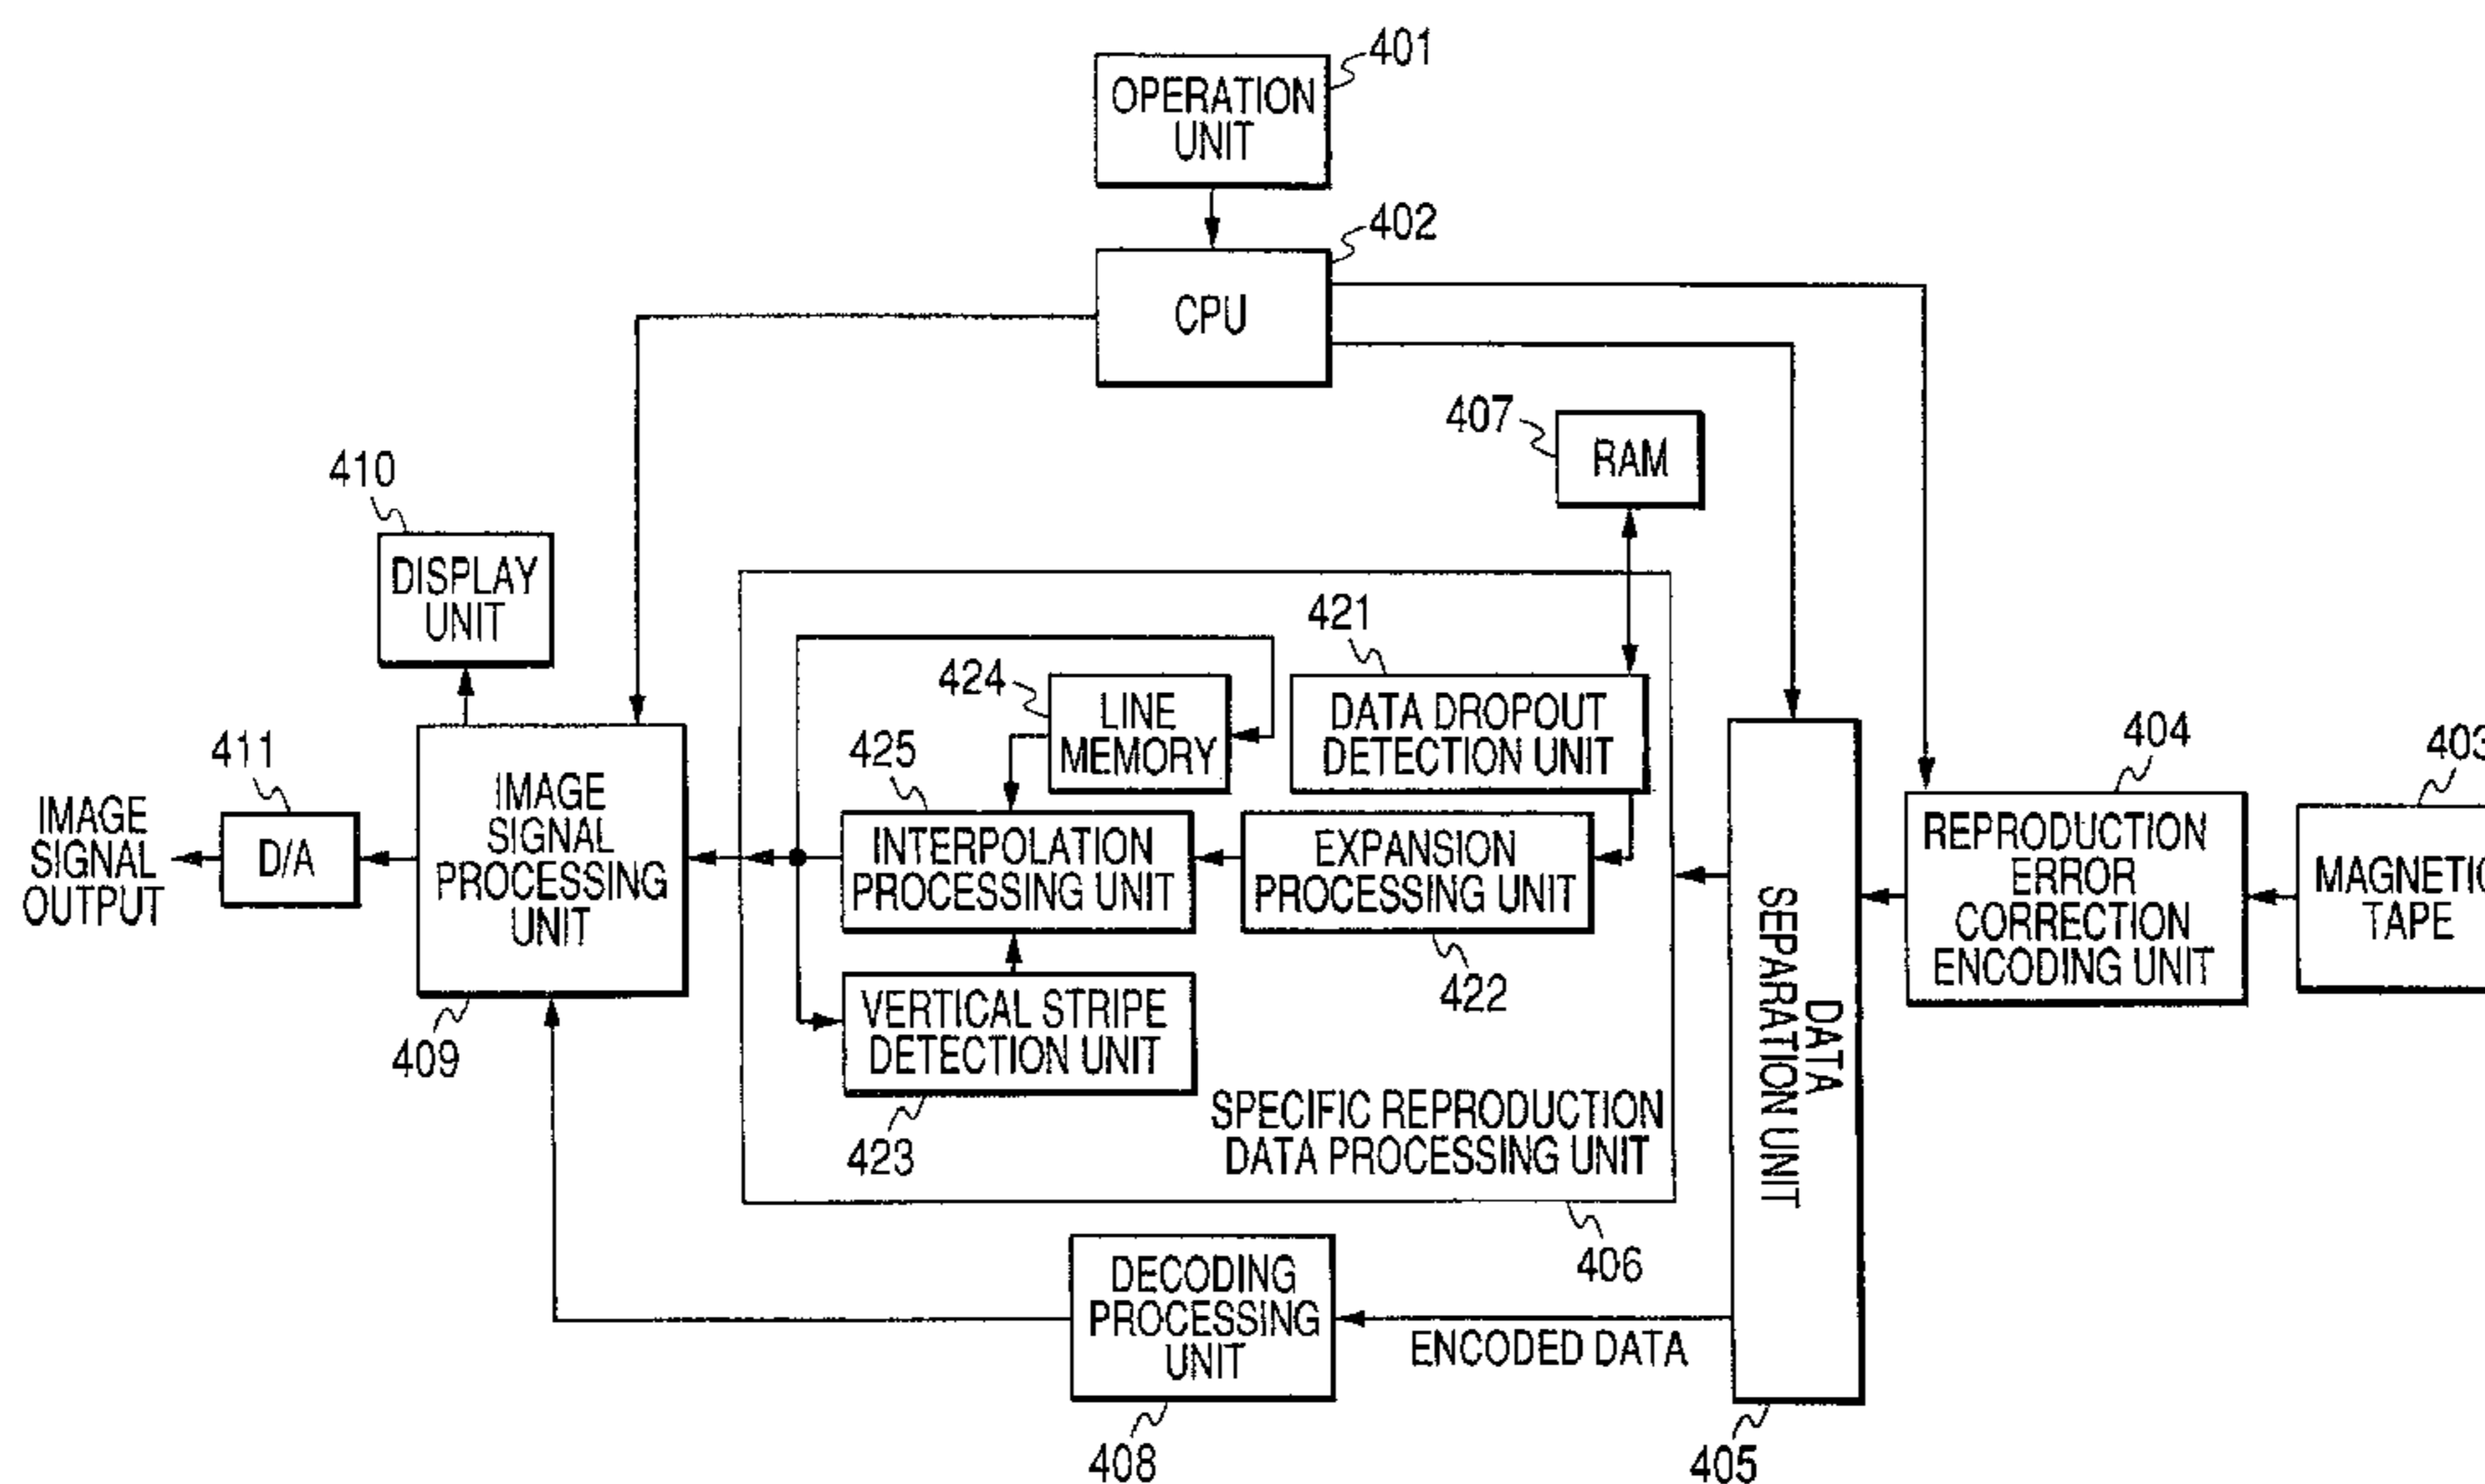 401
OPERATION
UNIT
402
CPU
407
RAM
410
DISPLAY
UNIT
421
424
LINE
MEMORY
DATA DROPOUT
DETECTION UNIT
411
425
404
403
IMAGE
SIGNAL
OUTPUT
D/A
IMAGE
SIGNAL
PROCESSING
UNIT
INTERPOLATION
PROCESSING UNIT
EXPANSION
PROCESSING UNIT
REPRODUCTION
ERROR
CORRECTION
ENCODING UNIT
MAGNETIC
TAPE
DATA
SEPARATION UNIT
409
VERTICAL STRIPE
DETECTION UNIT
422
423
SPECIFIC REPRODUCTION
DATA PROCESSING UNIT
406
DECODING
PROCESSING
UNIT
ENCODED DATA
408
405